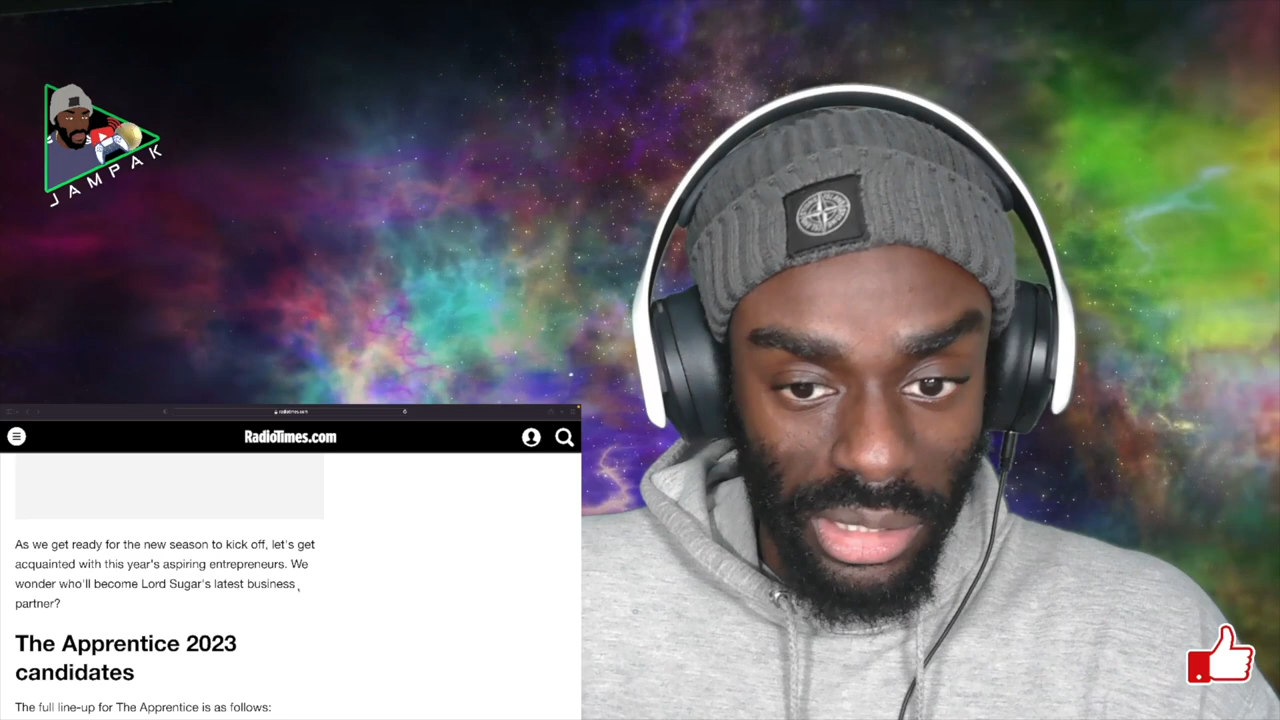 JAMPAK
radiotimes.com
RadioTimes.com
As we get ready for the new season to kick off, let's get
acquainted with this year's aspiring entrepreneurs. We
wonder who'll become Lord Sugar's latest business
partner?
The Apprentice 2023
candidates
The full line-up for The Apprentice is as follows: